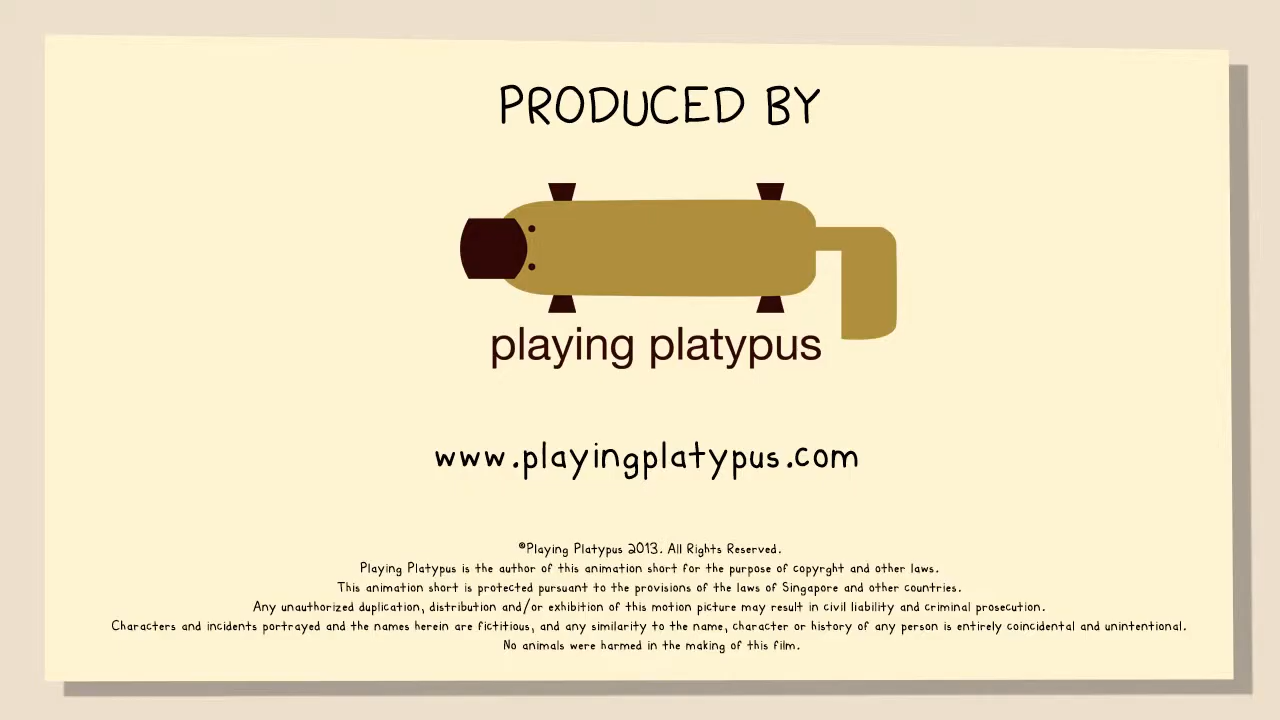 PRODUCED BY
playing platypus
www.playingplatypus.com
©Playing Platypus 2013. All Rights Reserved.
Playing Platypus is the author of this animation short for the purpose of copyrght and other laws.
This animation short is protected pursuant to the provisions of the laws of Singapore and other countries.
Any unauthorized duplication, distribution and/or exhibition of this motion picture may result in civil liability and criminal prosecution.
Characters and incidents portrayed and the names herein are fictitious, and any similarity to the name, character or history of any person is entirely coincidental and unintentional.
No animals were harmed in the making of this film.